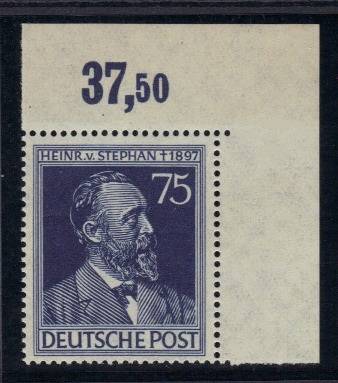 37,50
HEINR.v.STEPHAN †1897
75
DEUTSCHE POST